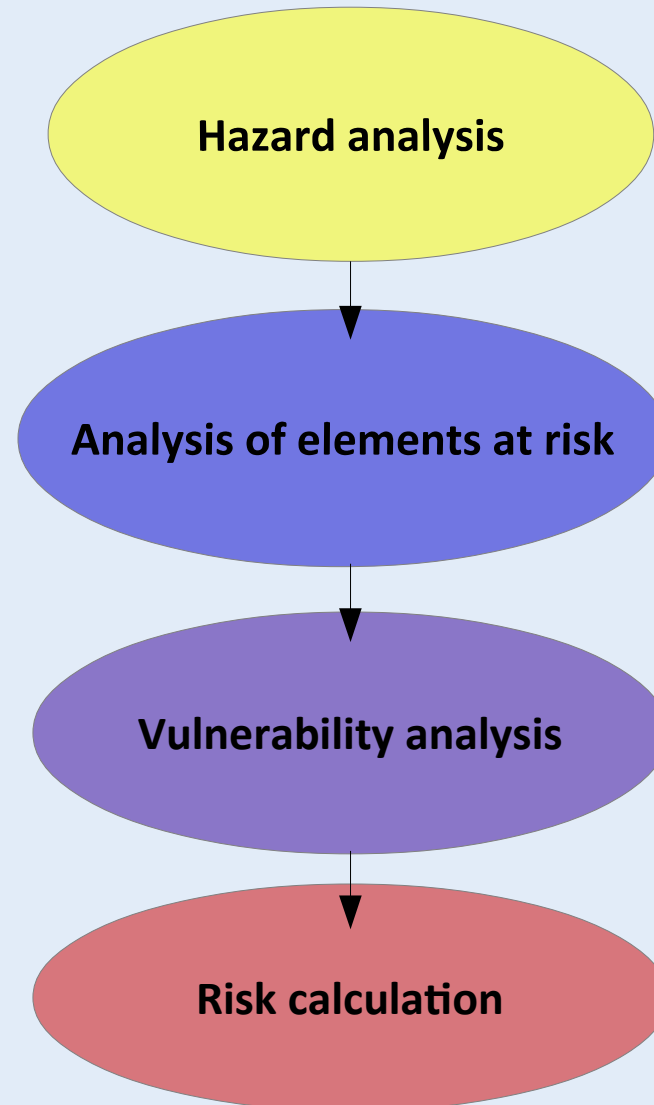 Hazard analysis
Analysis of elements at risk
Vulnerability analysis
Risk calculation